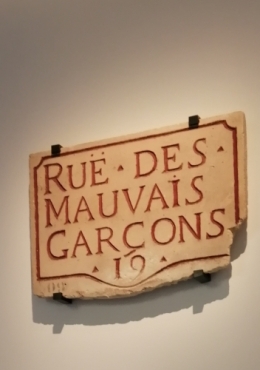 RUË · DES ·
MAUVAIS
GARÇONS
· 19 ·